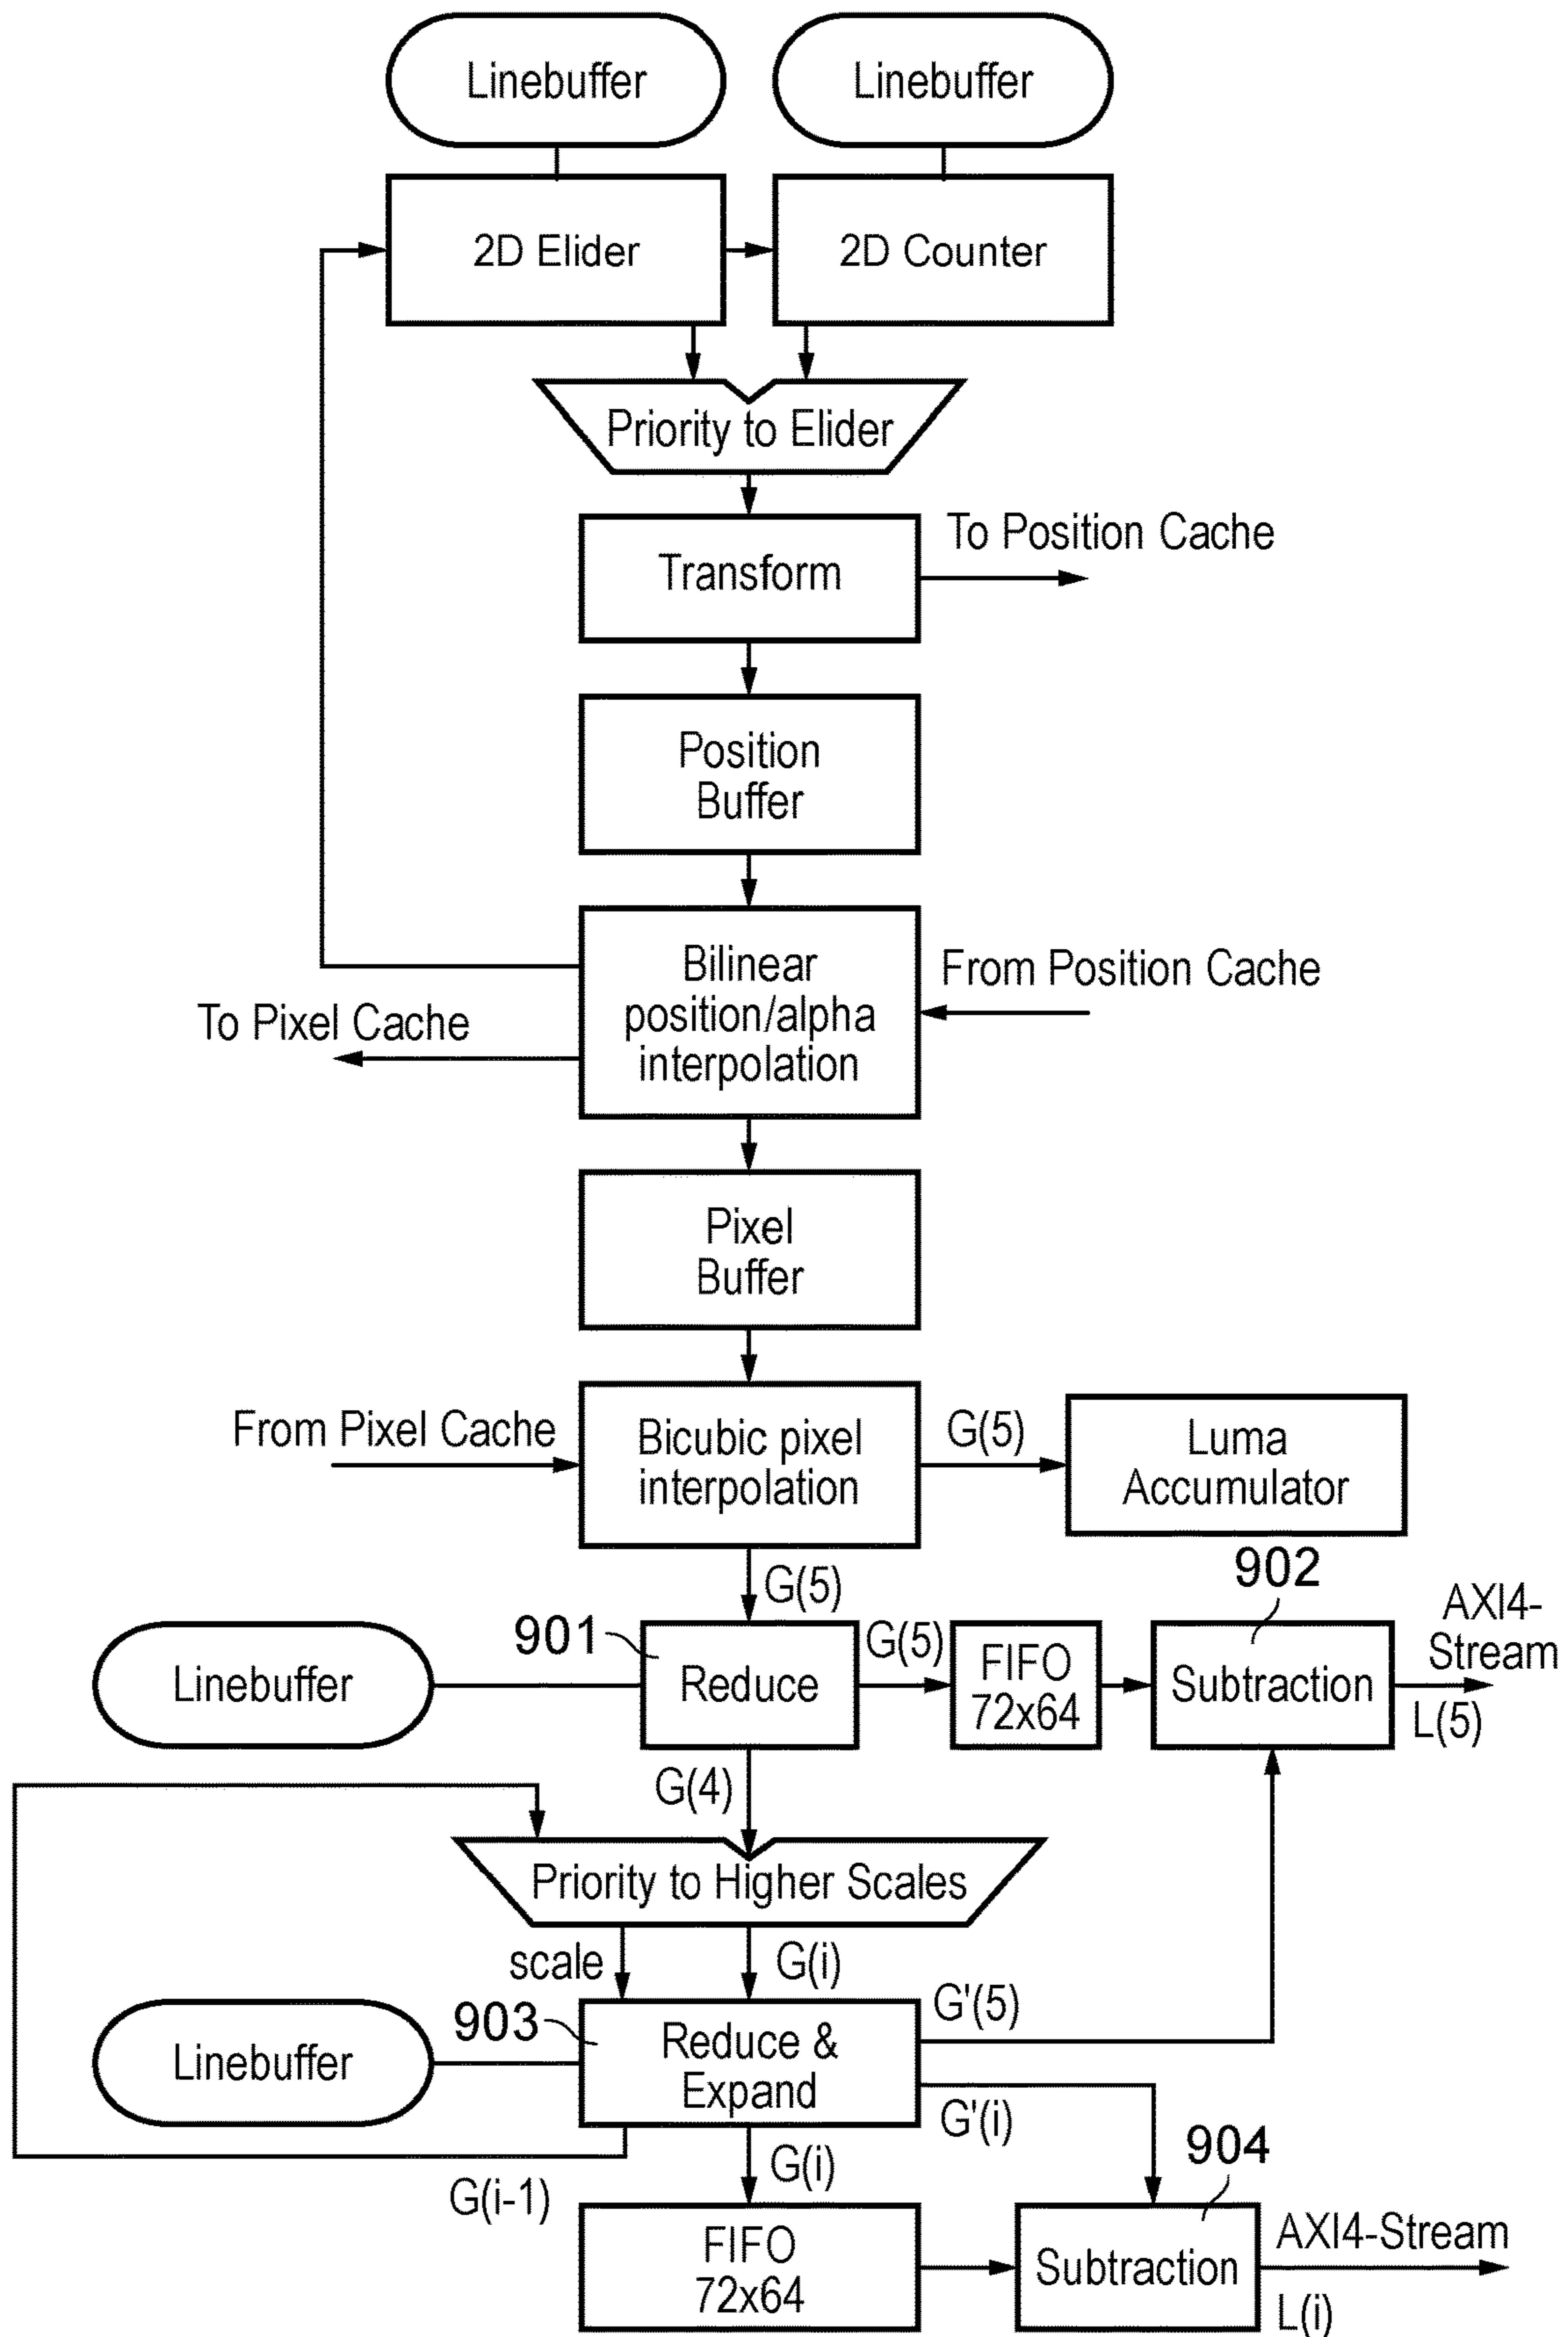 Linebuffer
Linebuffer
2D Elider
2D Counter
Priority to Elider
To Position Cache
Transform
Position
Buffer
Bilinear
position/alpha
interpolation
From Position Cache
To Pixel Cache
Pixel
Buffer
From Pixel Cache
Bicubic pixel
interpolation
G(5)
Luma
Accumulator
G(5)
902
AXI4-
Stream
901
Linebuffer
Reduce
G(5)
FIFO
72x64
Subtraction
L(5)
G(4)
Priority to Higher Scales
scale
G(i)
G'(5)
903
Linebuffer
Reduce &
Expand
G'(i)
904
G(i-1)
G(i)
FIFO
72x64
Subtraction
AXI4-Stream
L(i)